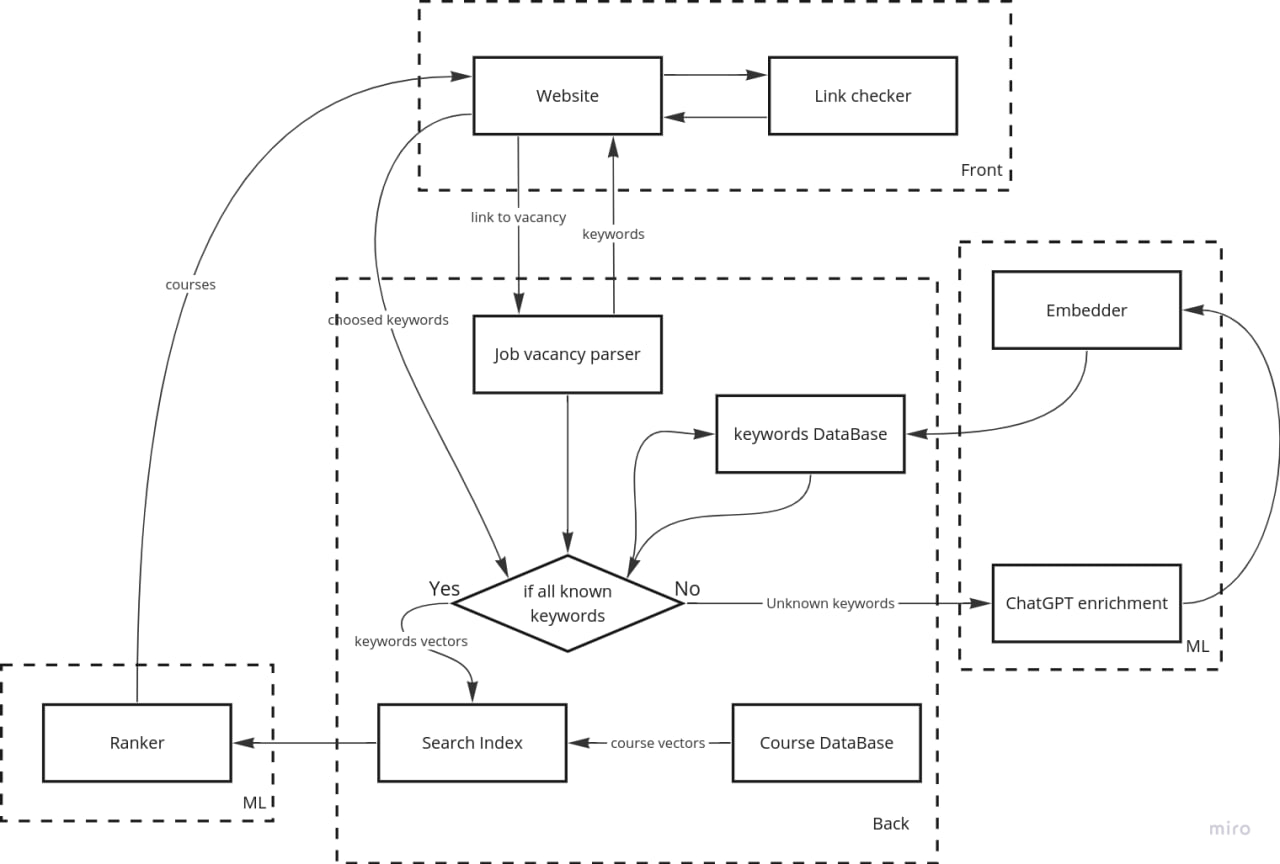 Website
Link checker
Front
link to vacancy
keywords
courses
choosed keywords
Embedder
Job vacancy parser
keywords DataBase
Yes
if all known
keywords
No
Unknown keywords
ChatGPT enrichment
ML
keywords vectors
Ranker
Search Index
course vectors
Course DataBase
ML
Back
miro